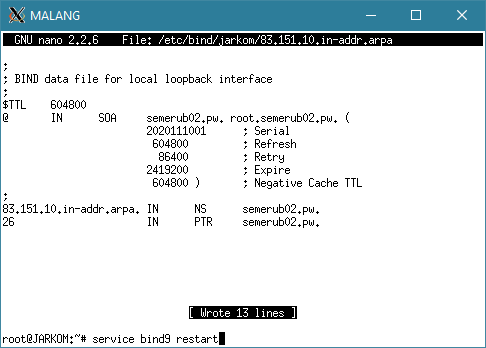 MALANG
GNU nano 2.2.6    File: /etc/bind/jarkom/83.151.10.in-addr.arpa
;
; BIND data file for local loopback interface
;
$TTL    604800
@       IN      SOA     semerub02.pw. root.semerub02.pw. (
                        2020111001      ; Serial
                         604800         ; Refresh
                          86400         ; Retry
                        2419200         ; Expire
                         604800 )       ; Negative Cache TTL
;
83.151.10.in-addr.arpa. IN      NS      semerub02.pw.
26                      IN      PTR     semerub02.pw.
[ Wrote 13 lines ]
root@JARKOM:~# service bind9 restart